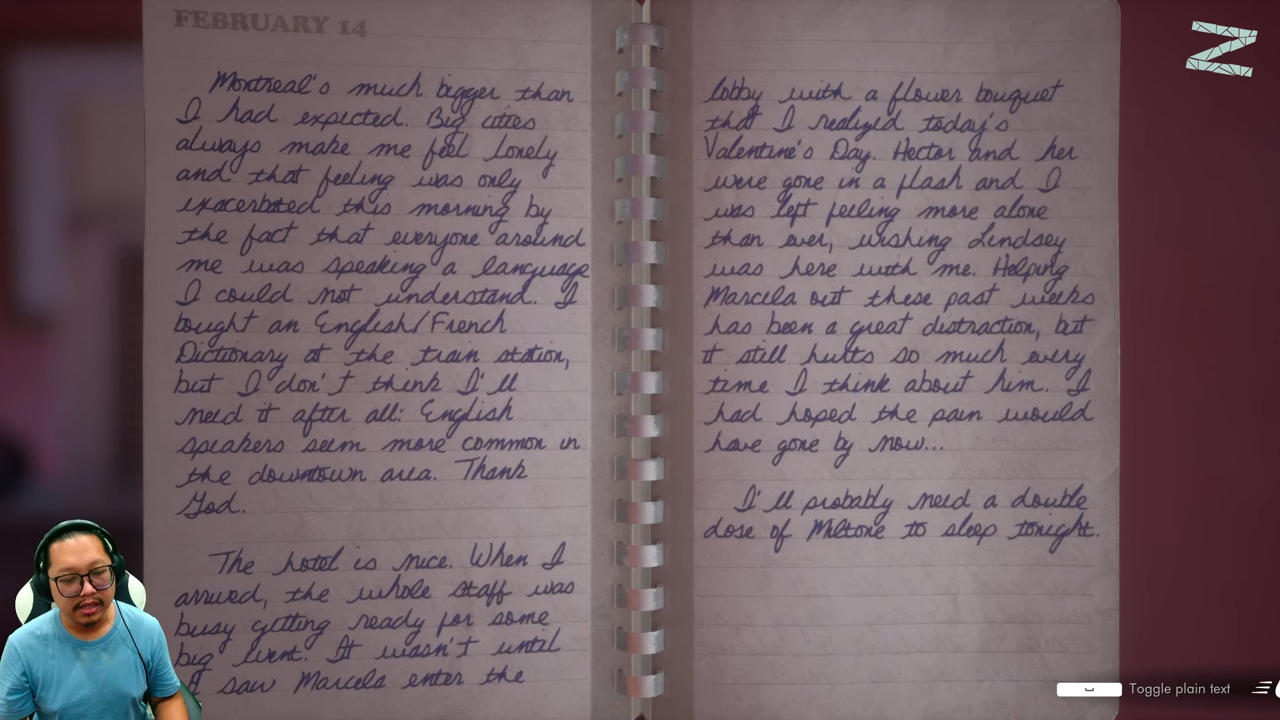 FEBRUARY 14
Montreal's much bigger than
I had expected. Big cities
always make me feel lonely
and that feeling was only
exacerbated this morning by
the fact that everyone around
me was speaking a language
I could not understand. I
bought an English/French
Dictionary at the train station,
but I don't think I'll
need it after all: English
speakers seem more common in
the downtown area. Thank
God.
The hotel is nice. When I
arrived, the whole staff was
busy getting ready for some
big event. It wasn't until
I saw Marcela enter the
lobby with a flower bouquet
that I realized today's
Valentine's Day. Hector and her
were gone in a flash and I
was left feeling more alone
than ever, wishing Lindsey
was here with me. Helping
Marcela out these past weeks
has been a great distraction, but
it still hurts so much every
time I think about him. I
had hoped the pain would
have gone by now...
I'll probably need a double
dose of Miltone to sleep tonight.
Z
Toggle plain text